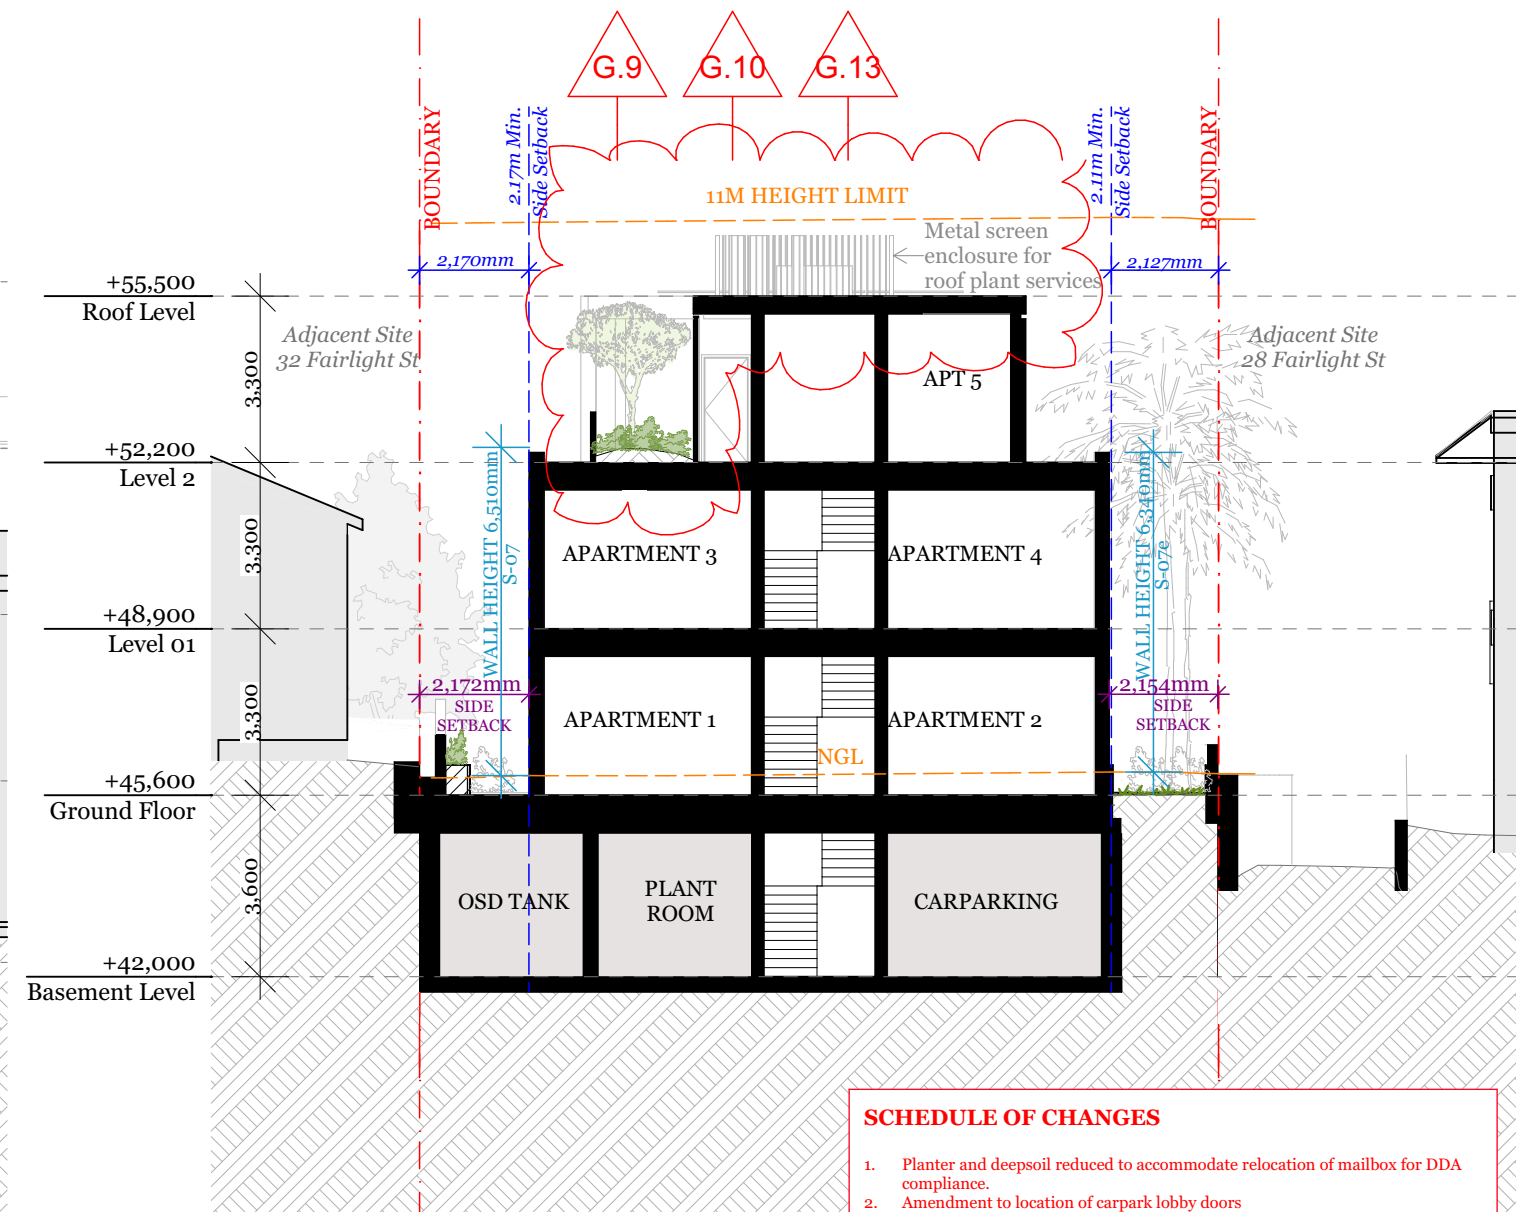 G.9
G.10
G.13
BOUNDARY
2.17m Min.
Side Setback
2.11m Min.
Side Setback
BOUNDARY
11M HEIGHT LIMIT
Metal screen
enclosure for
roof plant services
2,170mm
2,127mm
+55,500
Roof Level
Adjacent Site
32 Fairlight St
Adjacent Site
28 Fairlight St
3,300
APT 5
+52,200
Level 2
WALL HEIGHT 6,510mm
S-07
WALL HEIGHT 6,340mm
S-07e
3,300
APARTMENT 3
APARTMENT 4
+48,900
Level 01
2,172mm
SIDE
SETBACK
2,154mm
SIDE
SETBACK
3,300
APARTMENT 1
APARTMENT 2
NGL
+45,600
Ground Floor
3,600
OSD TANK
PLANT
ROOM
CARPARKING
+42,000
Basement Level
SCHEDULE OF CHANGES
1. Planter and deepsoil reduced to accommodate relocation of mailbox for DDA
compliance.
2. Amendment to location of carpark lobby doors